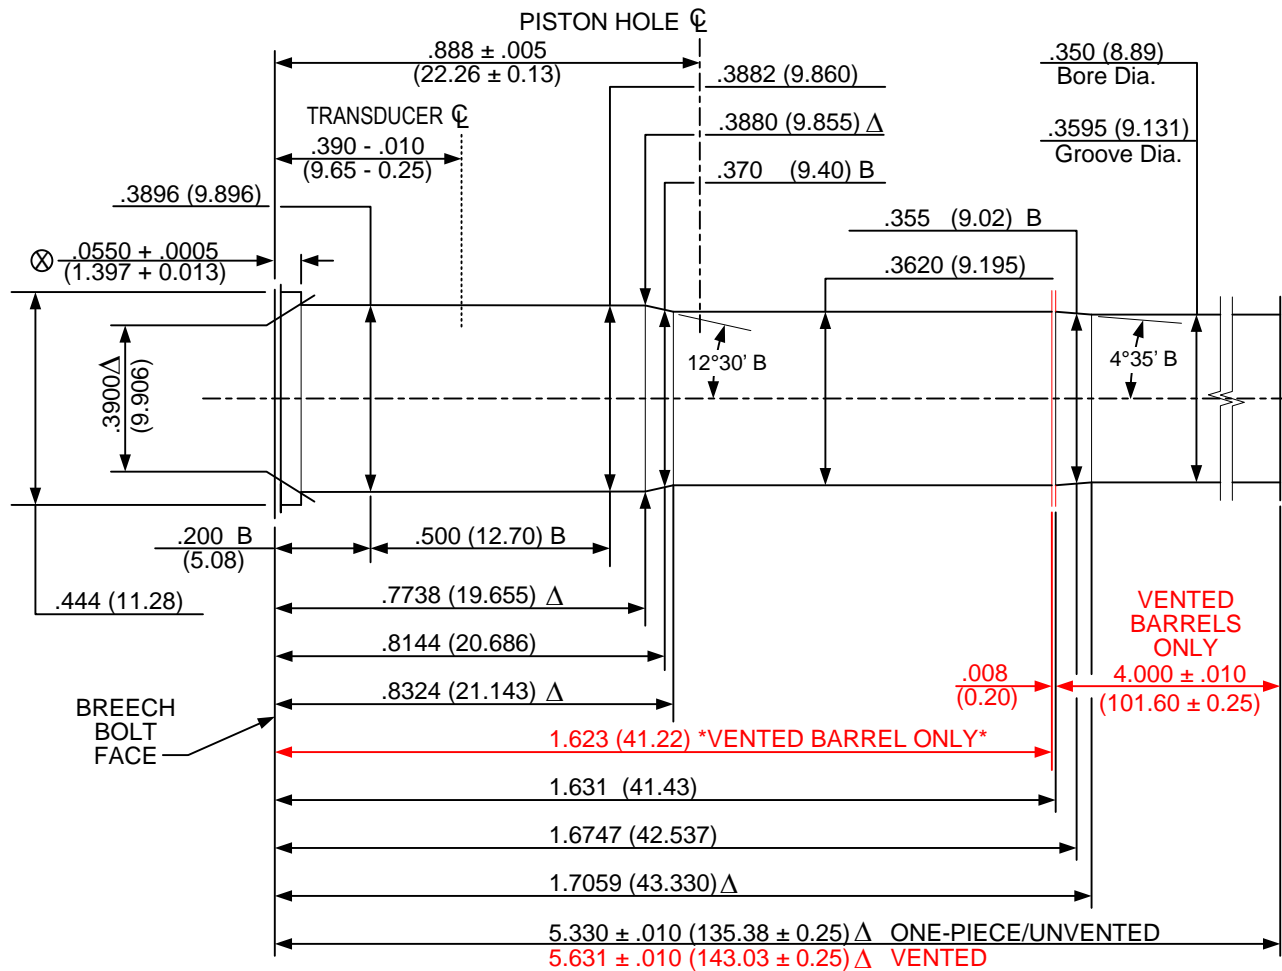 PISTON HOLE ℄
.888 ± .005
(22.26 ± 0.13)
.350 (8.89)
Bore Dia.
.3882 (9.860)
TRANSDUCER ℄
.3880 (9.855) Δ
.3595 (9.131)
Groove Dia.
.390 - .010
(9.65 - 0.25)
.370 (9.40) B
.3896 (9.896)
.355 (9.02) B
.0550 + .0005
(1.397 + 0.013)
.3620 (9.195)
12°30' B
4°35' B
.3900Δ
(9.906)
.200 B
(5.08)
.500 (12.70) B
.444 (11.28)
.7738 (19.655) Δ
VENTED
BARRELS
ONLY
.8144 (20.686)
.008
(0.20)
4.000 ± .010
(101.60 ± 0.25)
.8324 (21.143) Δ
BREECH
BOLT
FACE
1.623 (41.22) *VENTED BARREL ONLY*
1.631 (41.43)
1.6747 (42.537)
1.7059 (43.330) Δ
5.330 ± .010 (135.38 ± 0.25) Δ ONE-PIECE/UNVENTED
5.631 ± .010 (143.03 ± 0.25) Δ VENTED